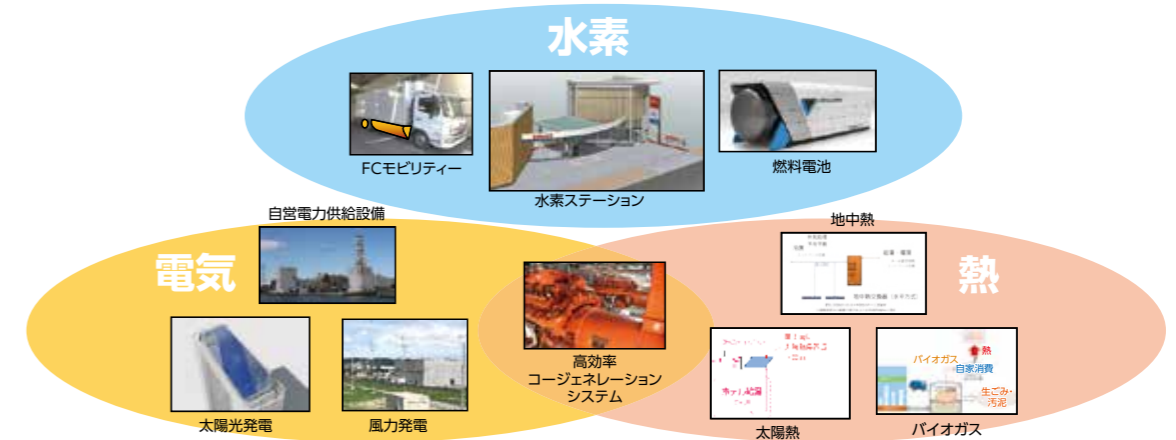 水素
FCモビリティー
水素ステーション
燃料電池
自営電力供給設備
電気
太陽光発電
風力発電
高効率
コージェネレーション
システム
地中熱
熱
太陽熱
バイオガス
熱
自家消費
生ごみ・
汚泥
バイオガス